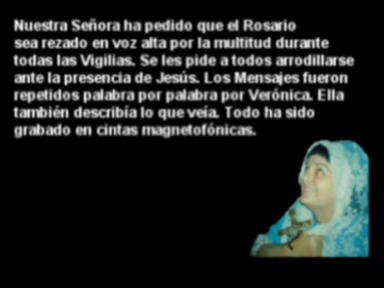 Nuestra Señora ha pedido que el Rosario
sea rezado en voz alta por la multitud durante
todas las Vigilias. Se les pide a todos arrodillarse
ante la presencia de Jesús. Los Mensajes fueron
repetidos palabra por palabra por Verónica. Ella
también describía lo que veía. Todo ha sido
grabado en cintas magnetofónicas.